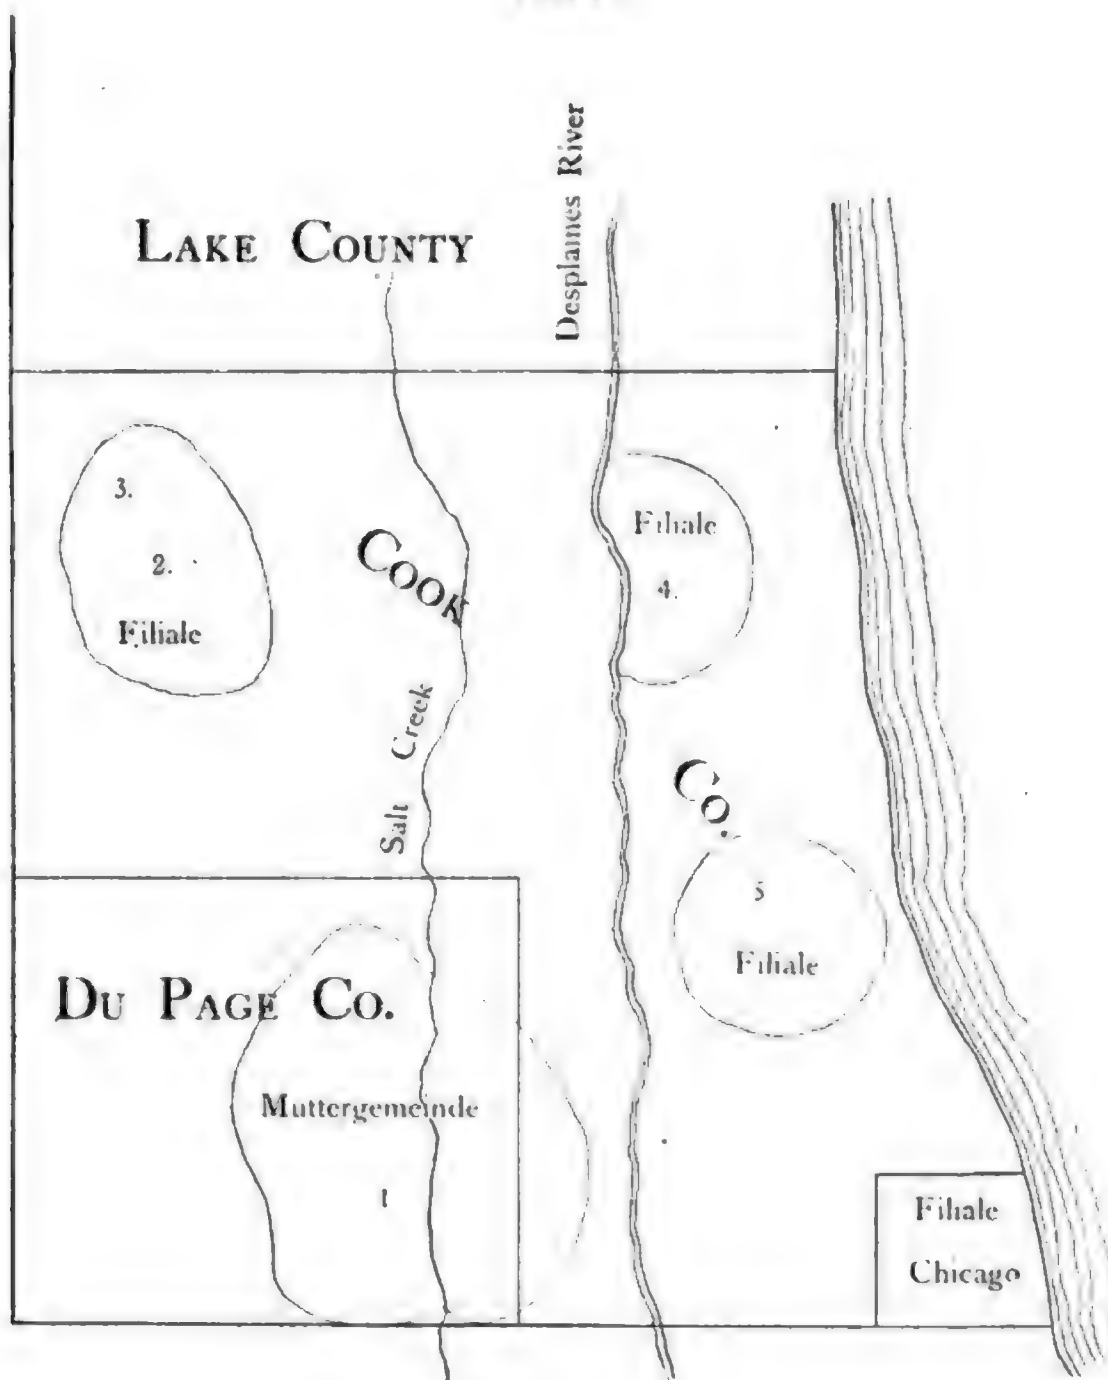 Desplaines River
LAKE COUNTY
3.
2.
Filiale
COOK
Filiale
4.
Salt Creek
CO.
5
Filiale
DU PAGE CO.
Muttergemeinde
1
Filiale
Chicago